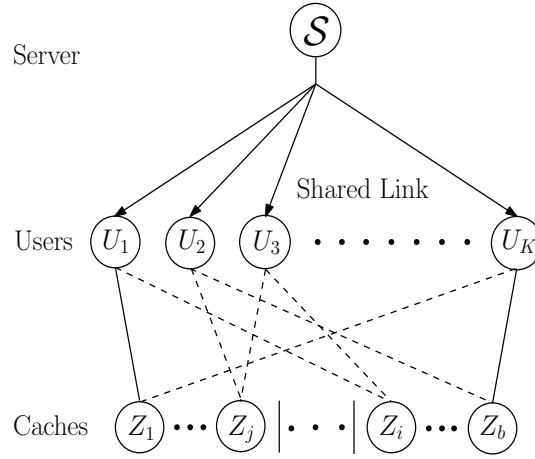 Server S
Shared Link
Users U1 U2 U3 ······· UK
Caches Z1 ··· Zj | · · · | Zi ··· Zb